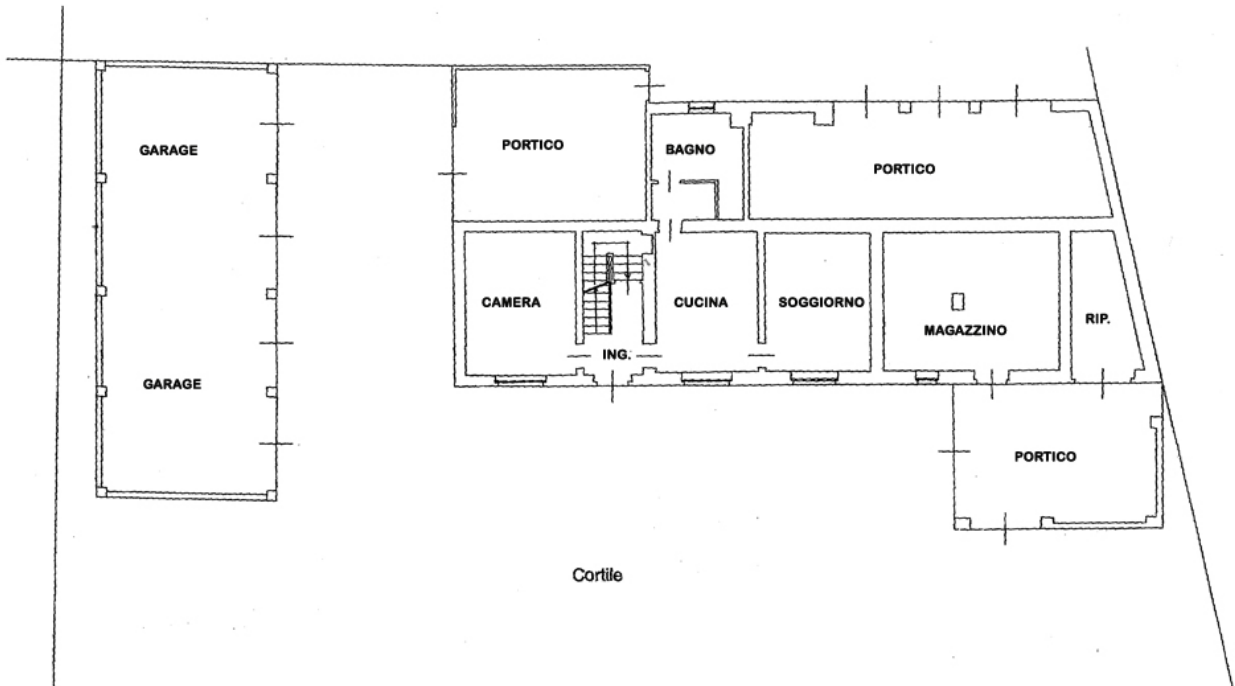 GARAGE
PORTICO
BAGNO
PORTICO
CAMERA
CUCINA
SOGGIORNO
MAGAZZINO
RIP.
ING.
GARAGE
PORTICO
Cortile